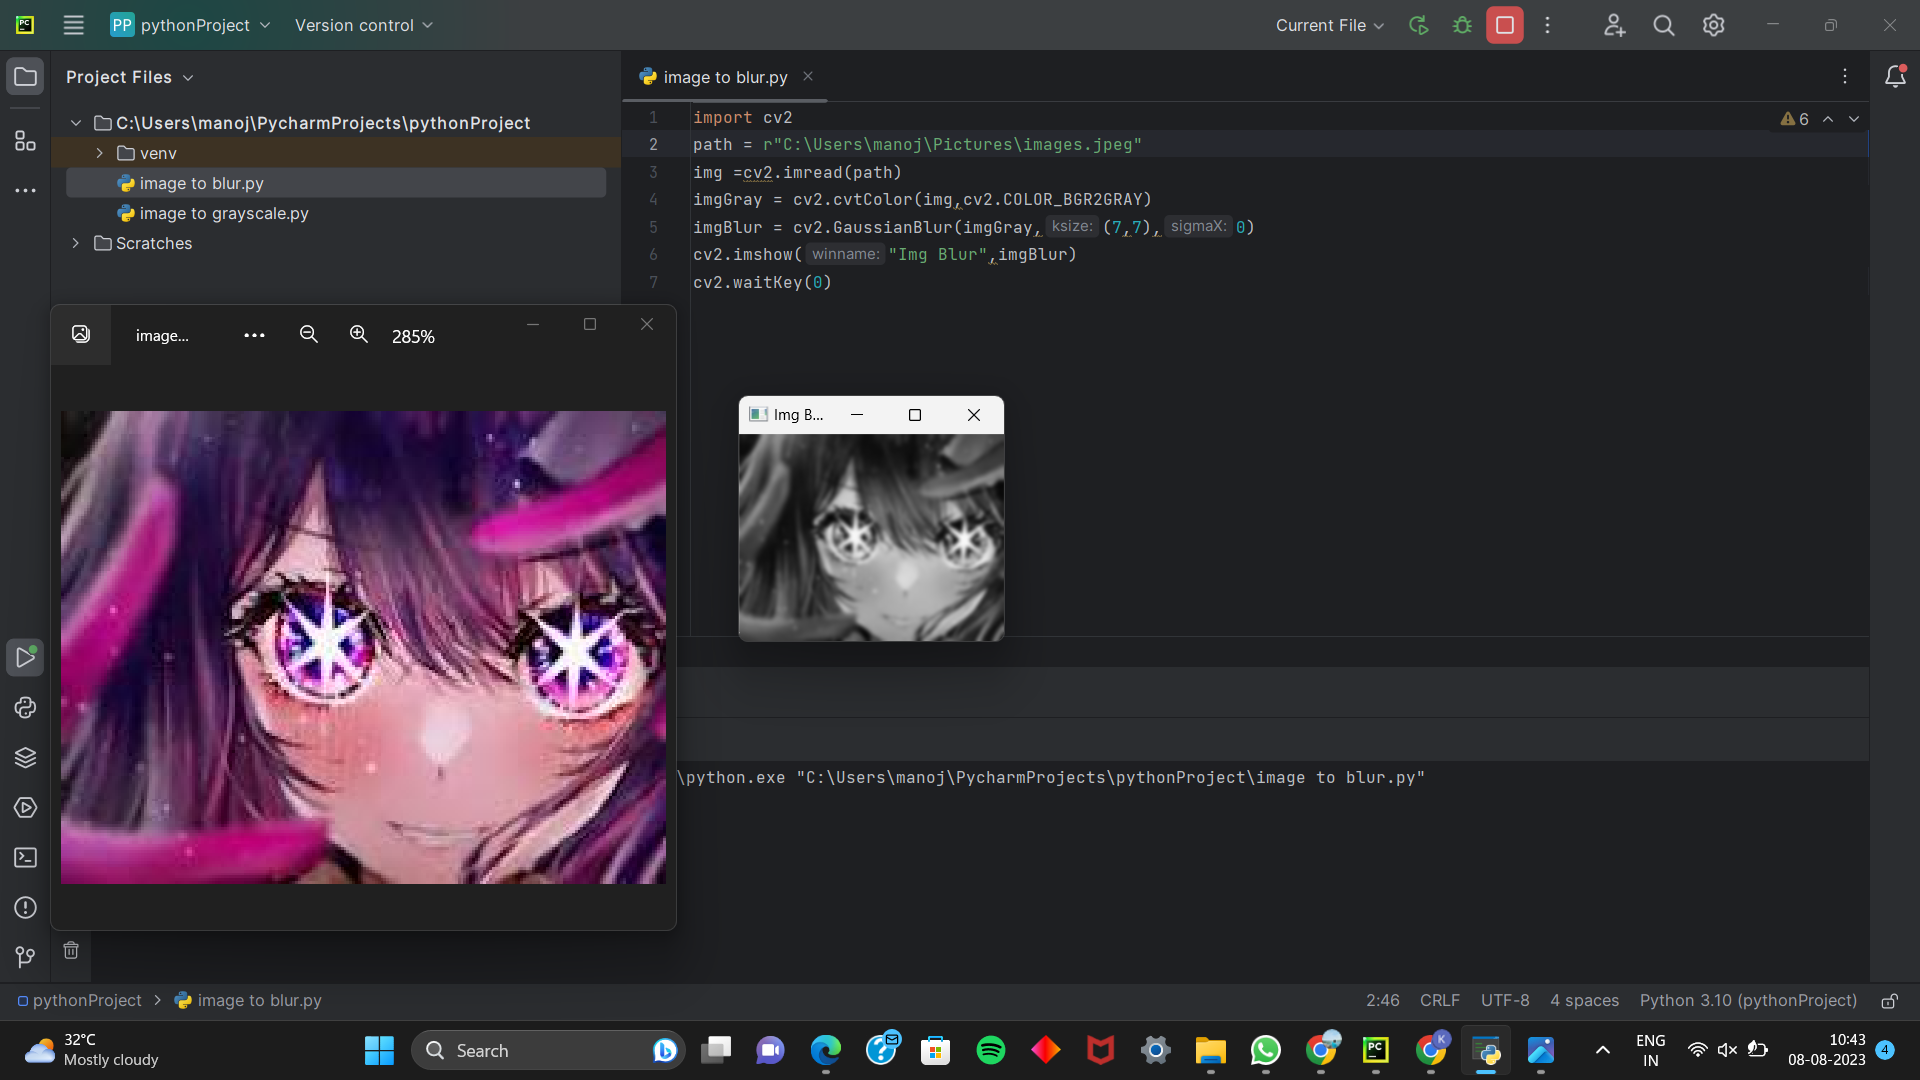 PC
PP pythonProject
Version control
Current File
Project Files
image to blur.py
C:\Users\manoj\PycharmProjects\pythonProject
venv
image to blur.py
image to grayscale.py
Scratches
6
1 import cv2
2 path = r"C:\Users\manoj\Pictures\images.jpeg"
3 img =cv2.imread(path)
4 imgGray = cv2.cvtColor(img,cv2.COLOR_BGR2GRAY)
5 imgBlur = cv2.GaussianBlur(imgGray, ksize: (7,7), sigmaX: 0)
6 cv2.imshow( winname: "Img Blur",imgBlur)
7 cv2.waitKey(0)
image...
285%
Img B...
\python.exe "C:\Users\manoj\PycharmProjects\pythonProject\image to blur.py"
pythonProject > image to blur.py
2:46 CRLF UTF-8 4 spaces Python 3.10 (pythonProject)
32°C
Mostly cloudy
Search
PC
K
ENG
IN
10:43
08-08-2023
4